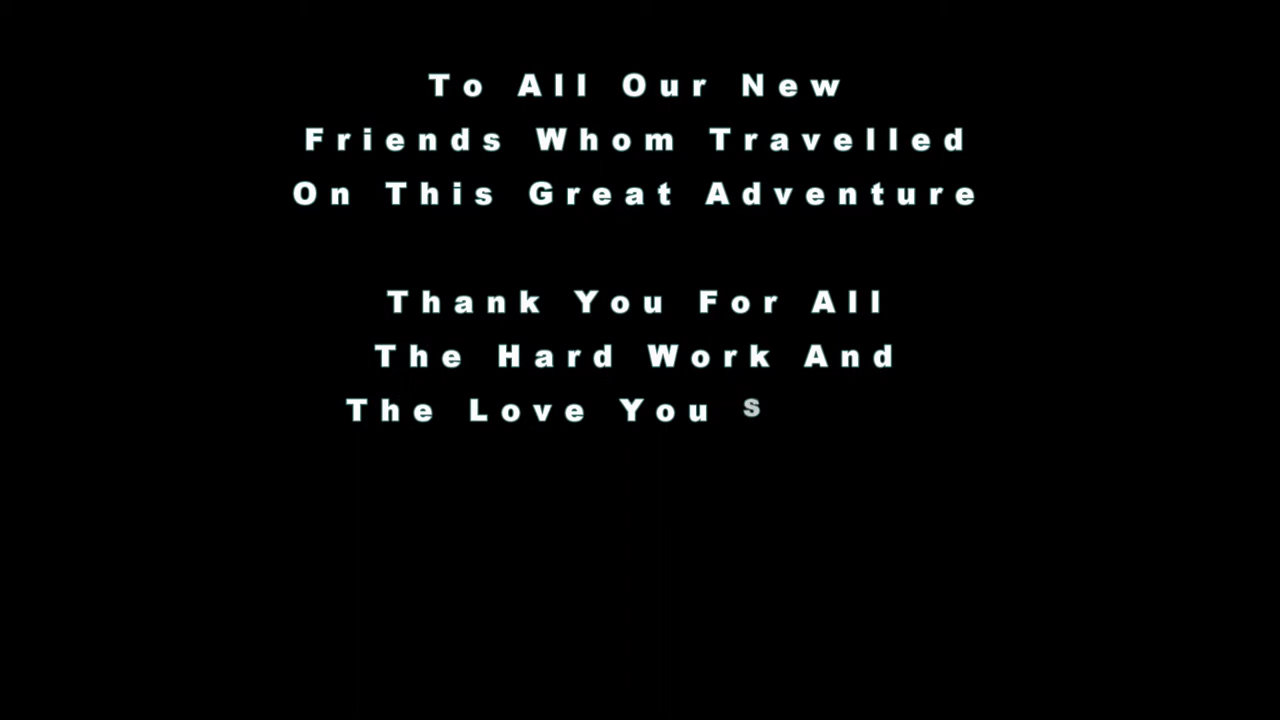 To All Our New
Friends Whom Travelled
On This Great Adventure
Thank You For All
The Hard Work And
The Love You s